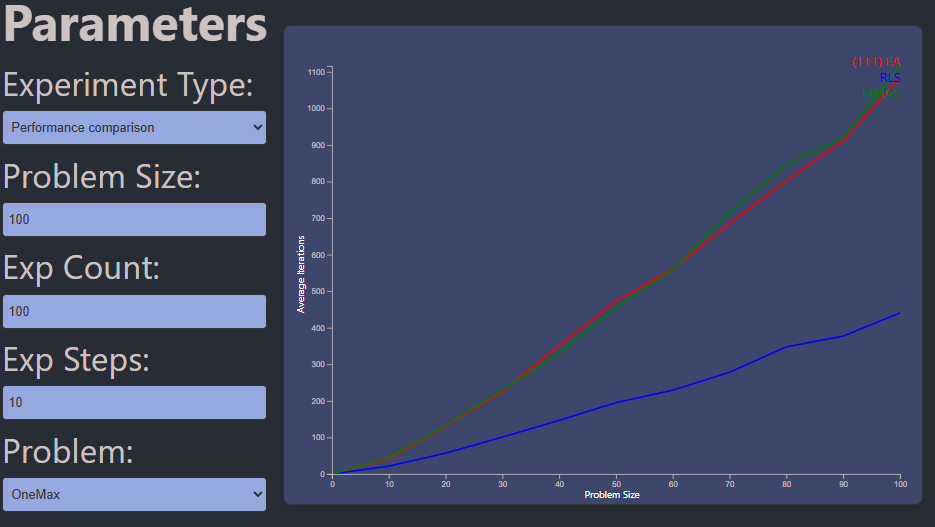 Parameters
Experiment Type:
Performance comparison
Problem Size:
100
Exp Count:
100
Exp Steps:
10
Problem:
OneMax
(1+1) EA
RLS
1100
1000
900
800
700
600
500
400
300
200
100
0
Average Iterations
0 10 20 30 40 50 60 70 80 90 100
Problem Size